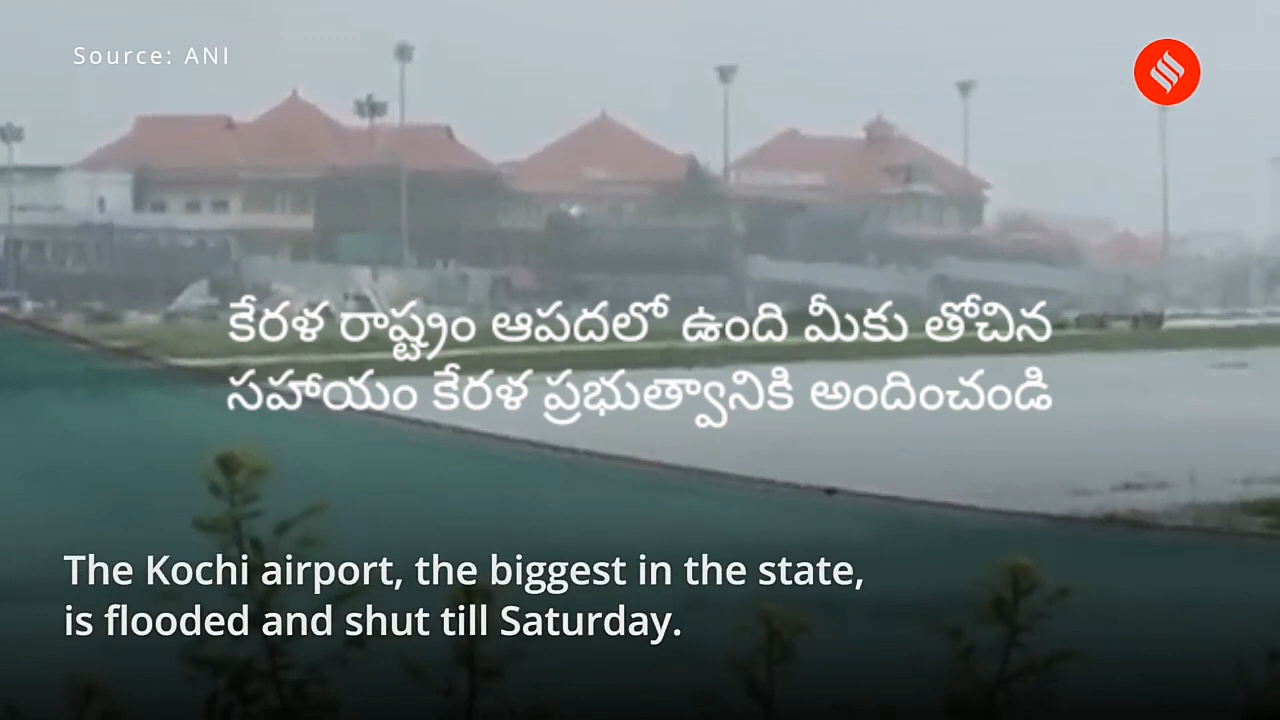 Source: ANI
కేరళ రాష్ట్రం ఆపదలో ఉంది మీకు తోచిన
సహాయం కేరళ ప్రభుత్వానికి అందించండి
The Kochi airport, the biggest in the state,
is flooded and shut till Saturday.